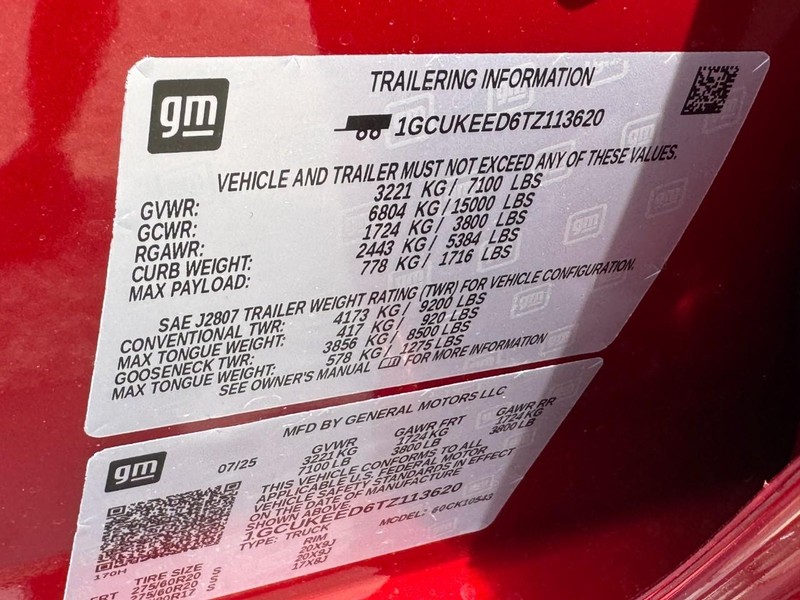 gm
TRAILERING INFORMATION
1GCUKEED6TZ113620
VEHICLE AND TRAILER MUST NOT EXCEED ANY OF THESE VALUES.
GVWR: 3221 KG / 7100 LBS
GCWR: 6804 KG / 15000 LBS
RGAWR: 1724 KG / 3800 LBS
CURB WEIGHT: 2443 KG / 5384 LBS
MAX PAYLOAD: 778 KG / 1716 LBS
SAE J2807 TRAILER WEIGHT RATING (TWR) FOR VEHICLE CONFIGURATION.
CONVENTIONAL TWR: 4173 KG / 9200 LBS
MAX TONGUE WEIGHT: 417 KG / 920 LBS
GOOSENECK TWR: 3856 KG / 8500 LBS
MAX TONGUE WEIGHT: 578 KG / 1275 LBS
SEE OWNER'S MANUAL FOR MORE INFORMATION
gm
MFD BY GENERAL MOTORS LLC
07/25
GVWR GAWR FRT GAWR RR
3221 KG 1724 KG 1724 KG
7100 LB 3800 LB 3800 LB
THIS VEHICLE CONFORMS TO ALL
APPLICABLE U.S. FEDERAL MOTOR
VEHICLE SAFETY STANDARDS IN EFFECT
ON THE DATE OF MANUFACTURE
SHOWN ABOVE.
1GCUKEED6TZ113620
TYPE: TRUCK MODEL: 60CK10543
170H
TIRE SIZE RIM
FRT 275/60R20 S 20X9J
275/60R20 S 20X9J
17X8J